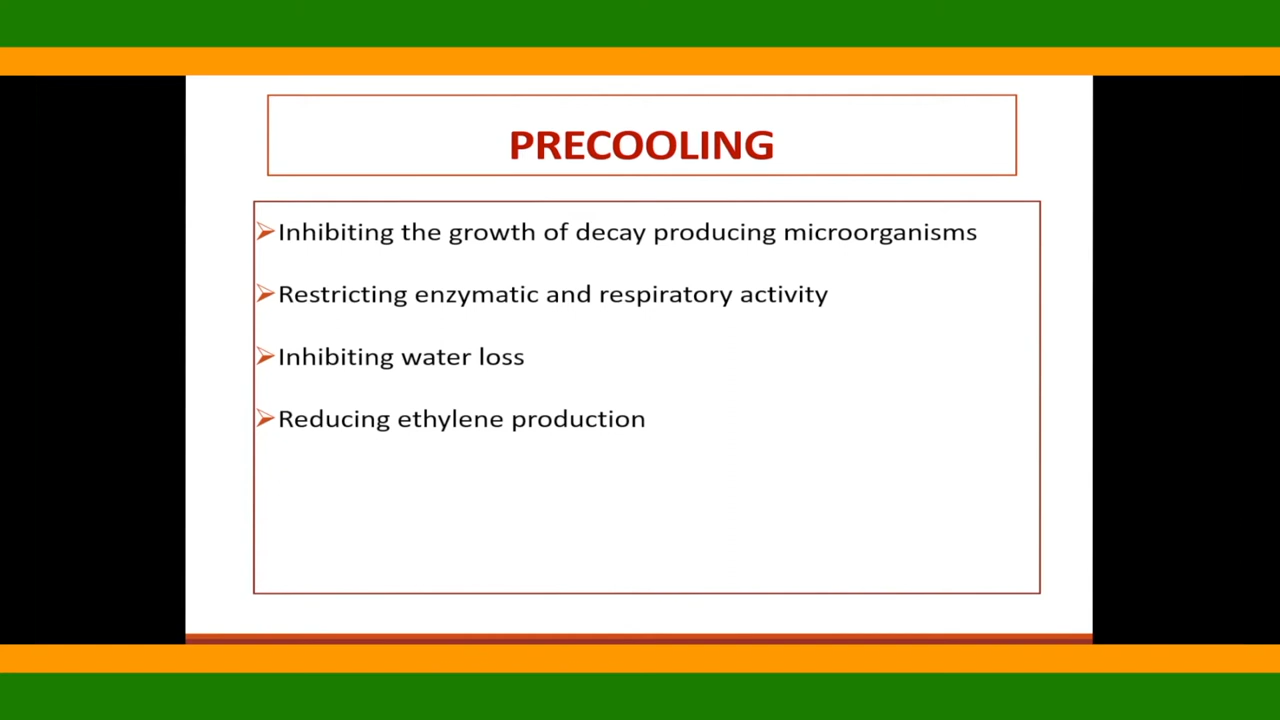 PRECOOLING
Inhibiting the growth of decay producing microorganisms
Restricting enzymatic and respiratory activity
Inhibiting water loss
Reducing ethylene production